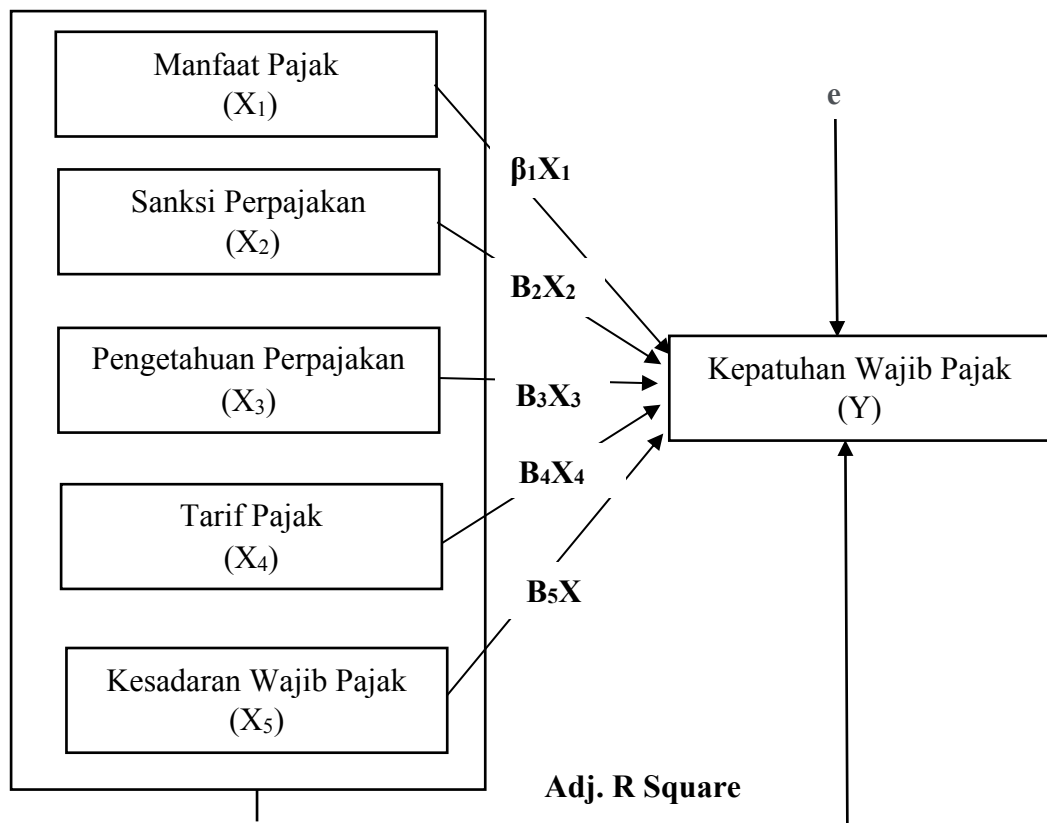 Manfaat Pajak
(X₁)
Sanksi Perpajakan
(X₂)
Pengetahuan Perpajakan
(X₃)
Tarif Pajak
(X₄)
Kesadaran Wajib Pajak
(X₅)
β₁X₁
B₂X₂
B₃X₃
B₄X₄
B₅X
e
Kepatuhan Wajib Pajak
(Y)
Adj. R Square